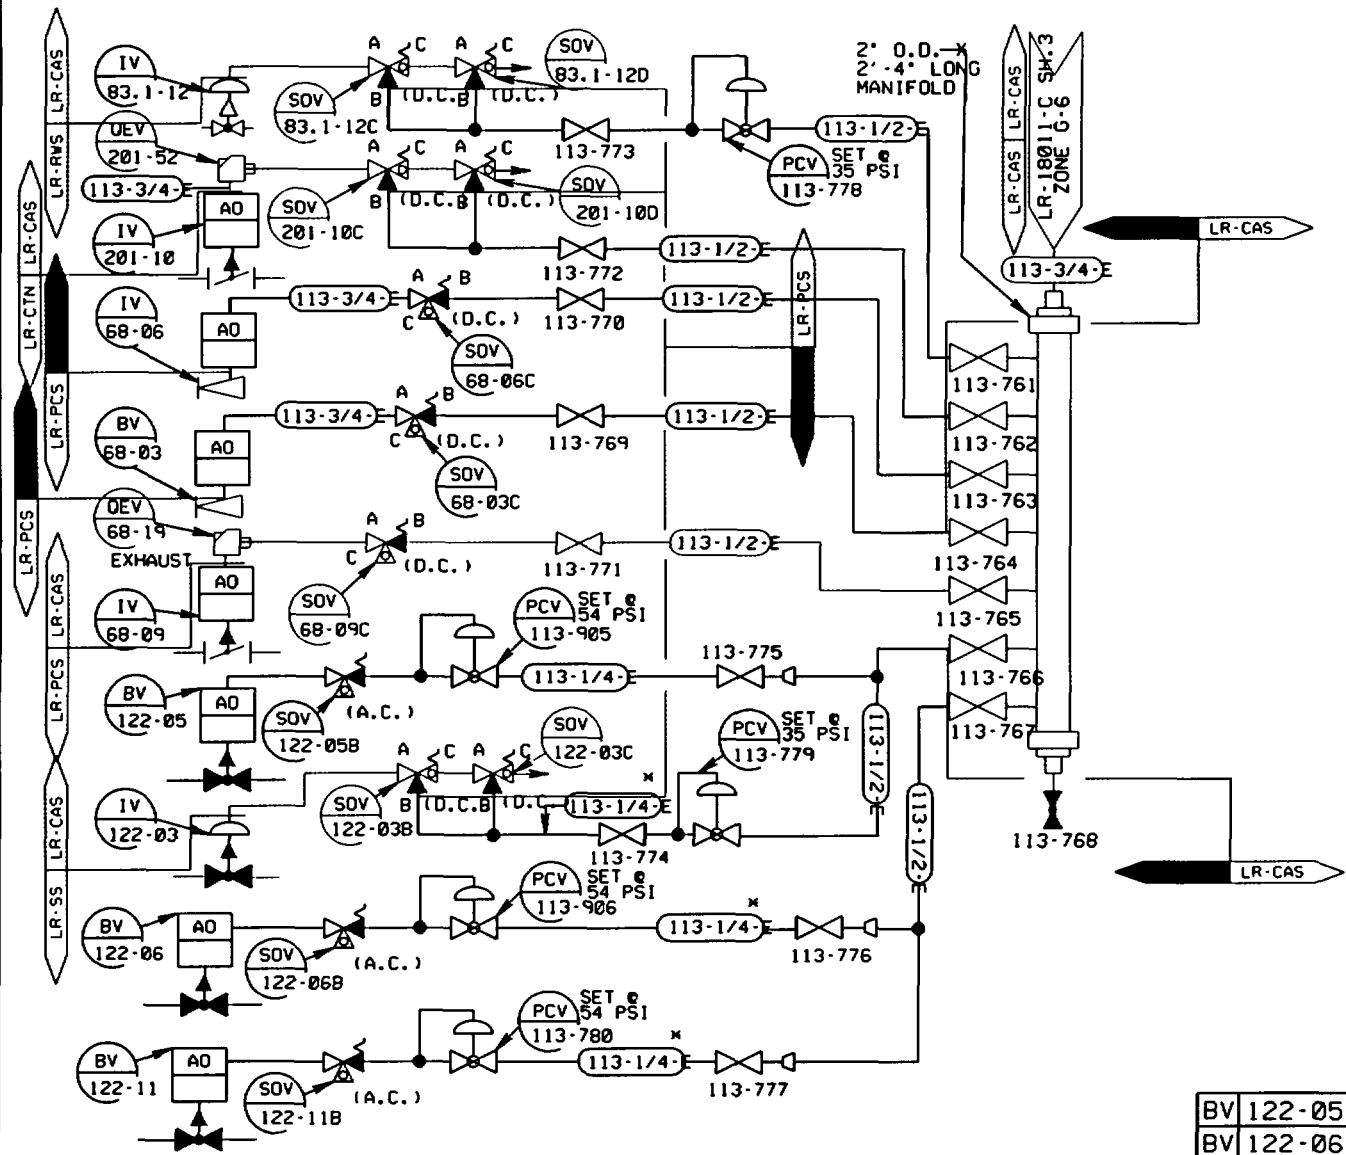 LR-CAS
LR-RWS
IV
83.1-12
QEV
201-52
113-3/4-
AO
IV
201-10
LR-CAS
LR-CTN
IV
68-06
AO
LR-PCS
BV
68-03
AO
LR-PCS
QEV
68-19
EXHAUST
AO
IV
68-09
LR-CAS
LR-PCS
BV
122-05
AO
IV
122-03
LR-CAS
LR-SS
BV
122-06
AO
BV
122-11
AO
A C A C
B (D.C.) B (D.C.)
SOV
83.1-12C
SOV
83.1-12D
113-773
PCV
113-778
SET @
35 PSI
113-1/2-
A C A C
B (D.C.) B (D.C.)
SOV
201-10C
SOV
201-10D
113-772
113-1/2-
113-3/4-
A B
C (D.C.)
SOV
68-06C
113-770
113-1/2-
LR-PCS
113-3/4-
A B
C (D.C.)
SOV
68-03C
113-769
113-1/2-
A B
C (D.C.)
SOV
68-09C
113-771
113-1/2-
SOV
122-05B
(A.C.)
PCV
113-905
SET @
54 PSI
113-1/4-
113-775
A C A C
B (D.C.) B (D.C.
SOV
122-03B
SOV
122-03C
*
113-1/4-
113-774
PCV
113-779
SET @
35 PSI
113-1/2-
113-1/2-
SOV
122-06B
(A.C.)
PCV
113-906
SET @
54 PSI
*
113-1/4-
113-776
SOV
122-11B
(A.C.)
PCV
113-780
SET @
54 PSI
*
113-1/4-
113-777
2" O.D.
2'-4" LONG
MANIFOLD
LR-CAS
LR-CAS
LR-18011-C SH.3
ZONE G-6
113-3/4-
LR-CAS
113-761
113-762
113-763
113-764
113-765
113-766
113-767
113-768
LR-CAS
BV 122-05
BV 122-06